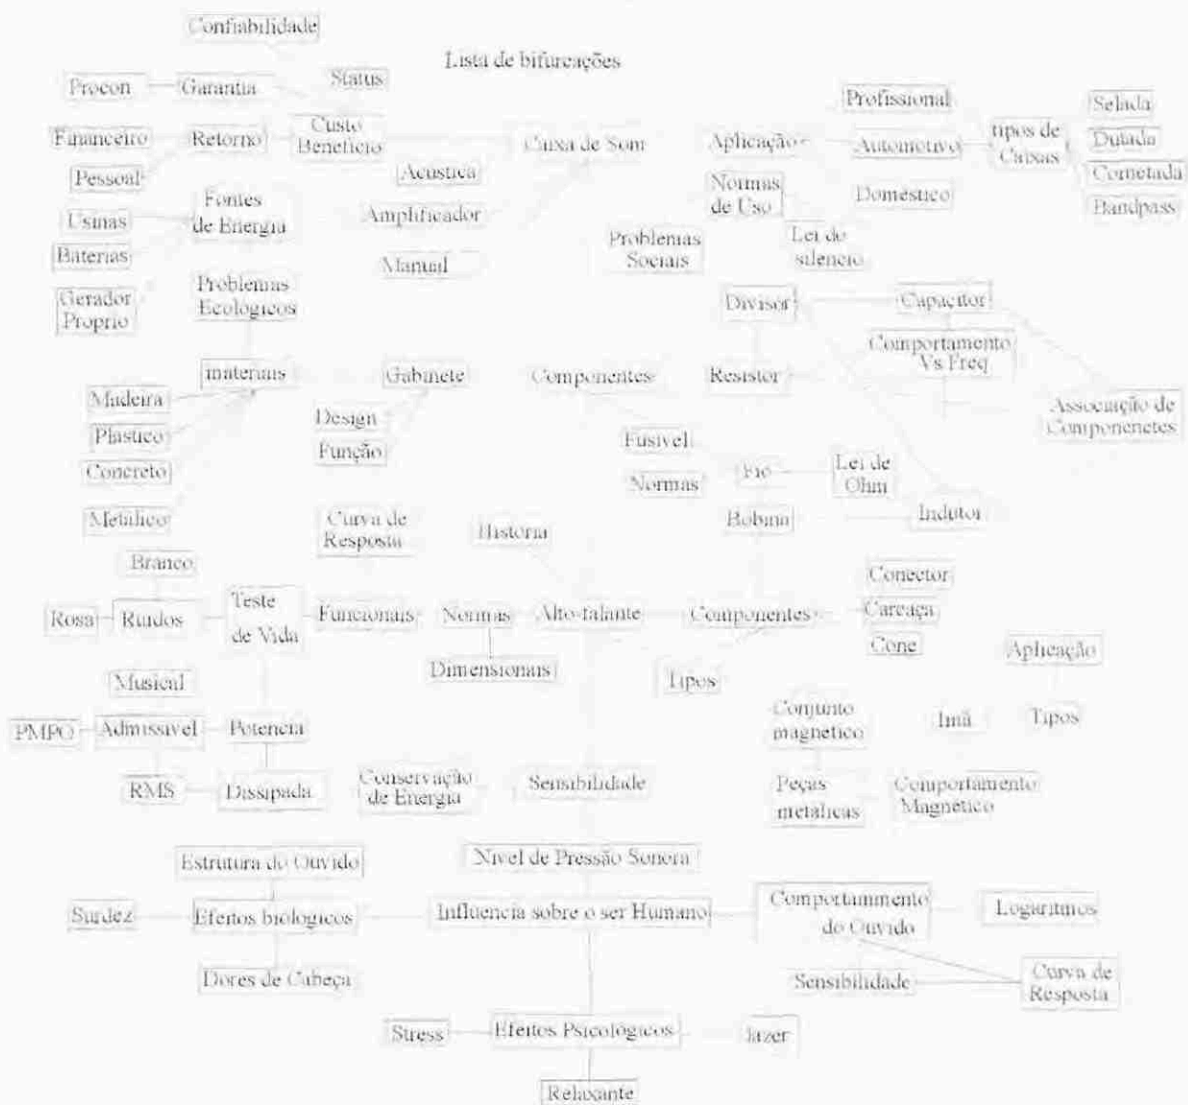 Confiabilidade
Lista de bifurcações
Procon
Garantia
Status
Financeiro
Retorno
Custo
Beneficio
Pessoal
Caixa de Som
Acustica
Amplificador
Manual
Fontes
de Energia
Usinas
Baterias
Gerador
Proprio
Problemas
Ecologicos
Aplicação
Profissional
Automotivo
Doméstico
tipos de
Caixas
Selada
Dutada
Cornetada
Bandpass
Normas
de Uso
Problemas
Sociais
Lei do
silencio
Divisor
Capacitor
Comportamento
Vs Freq
Resistor
Associação de
Componenetes
materiais
Gabinete
Componentes
Madeira
Plastico
Concreto
Metálico
Design
Função
Fusivel
Normas
Fio
Lei de
Ohm
Bobina
Indutor
Curva de
Resposta
Historia
Branco
Rosa
Ruidos
Teste
de Vida
Funcionais
Normas
Alto-falante
Componentes
Conector
Carcaça
Cone
Dimensionais
Tipos
Aplicação
Musical
PMPO
Admissivel
Potencia
RMS
Dissipada
Conservação
de Energia
Sensibilidade
Conjunto
magnetico
Imã
Tipos
Peças
metalicas
Comportamento
Magnético
Nivel de Pressão Sonora
Estrutura do Ouvido
Surdez
Efeitos biologicos
Influencia sobre o ser Humano
Comportammento
do Ouvido
Logaritmos
Dores de Cabeça
Sensibilidade
Curva de
Resposta
Stress
Efeitos Psicológicos
lazer
Relaxante